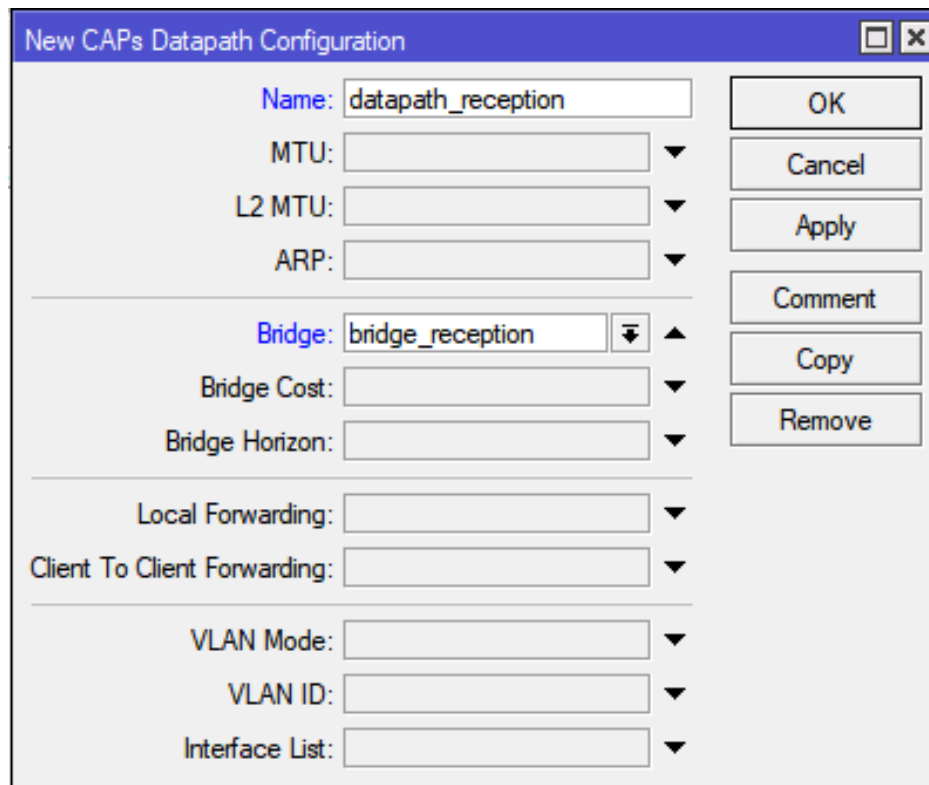 New CAPs Datapath Configuration
Name: datapath_reception
OK
MTU:
Cancel
L2 MTU:
Apply
ARP:
Comment
Bridge: bridge_reception
Copy
Bridge Cost:
Remove
Bridge Horizon:
Local Forwarding:
Client To Client Forwarding:
VLAN Mode:
VLAN ID:
Interface List: